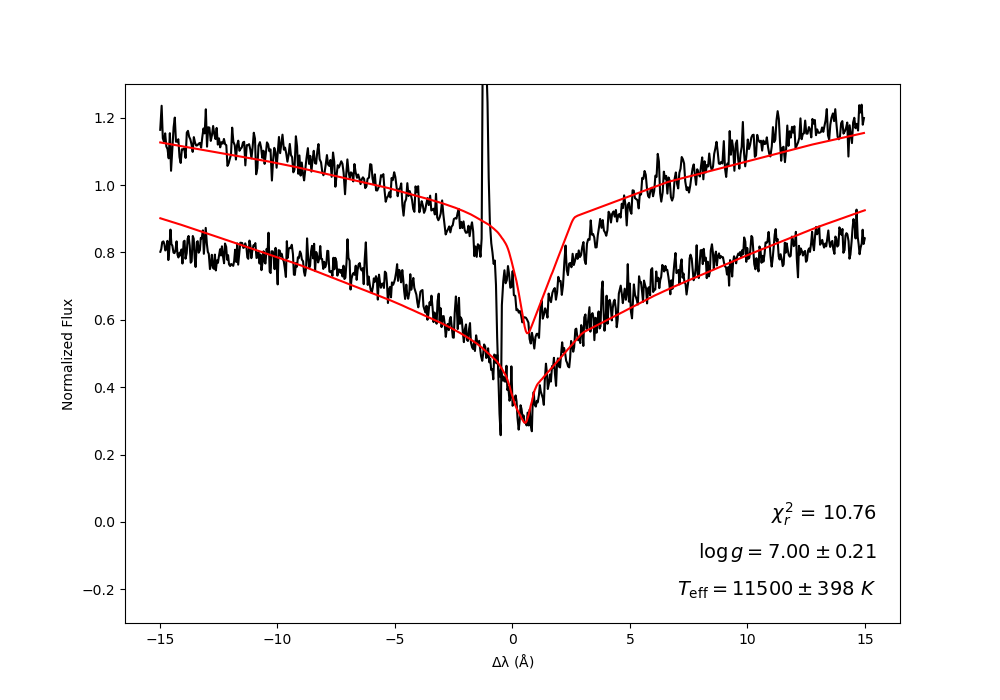 1.2
1.0
0.8
0.6
0.4
0.2
0.0
−0.2
Normalized Flux
χ²ᵣ = 10.76
log g = 7.00 ± 0.21
T_eff = 11500 ± 398 K
−15 −10 −5 0 5 10 15
Δλ (Å)